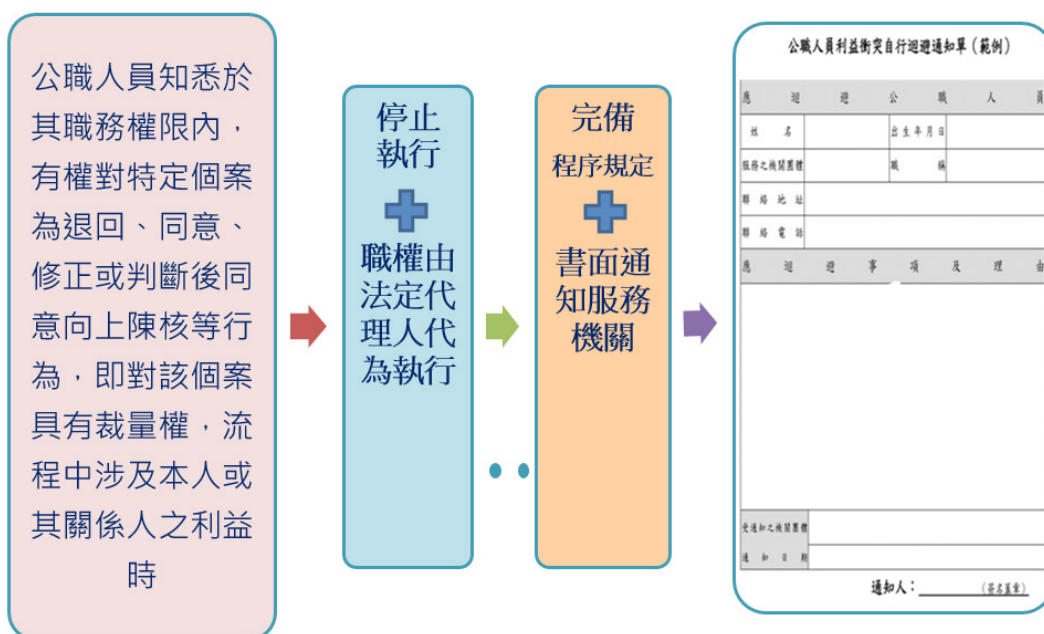 公職人員知悉於
其職務權限內，
有權對特定個案
為退回、同意、
修正或判斷後同
意向上陳核等行
為，即對該個案
具有裁量權，流
程中涉及本人或
其關係人之利益
時
停止
執行
職權由
法定代
理人代
為執行
完備
程序規定
書面通
知服務
機關
公職人員利益衝突自行迴避通知單（範例）
應迴避公職人員
姓名
出生年月日
服務之機關團體
職稱
聯絡地址
聯絡電話
應迴避事項及理由
受通知之機關團體
通知日期
通知人：
(簽名蓋章)